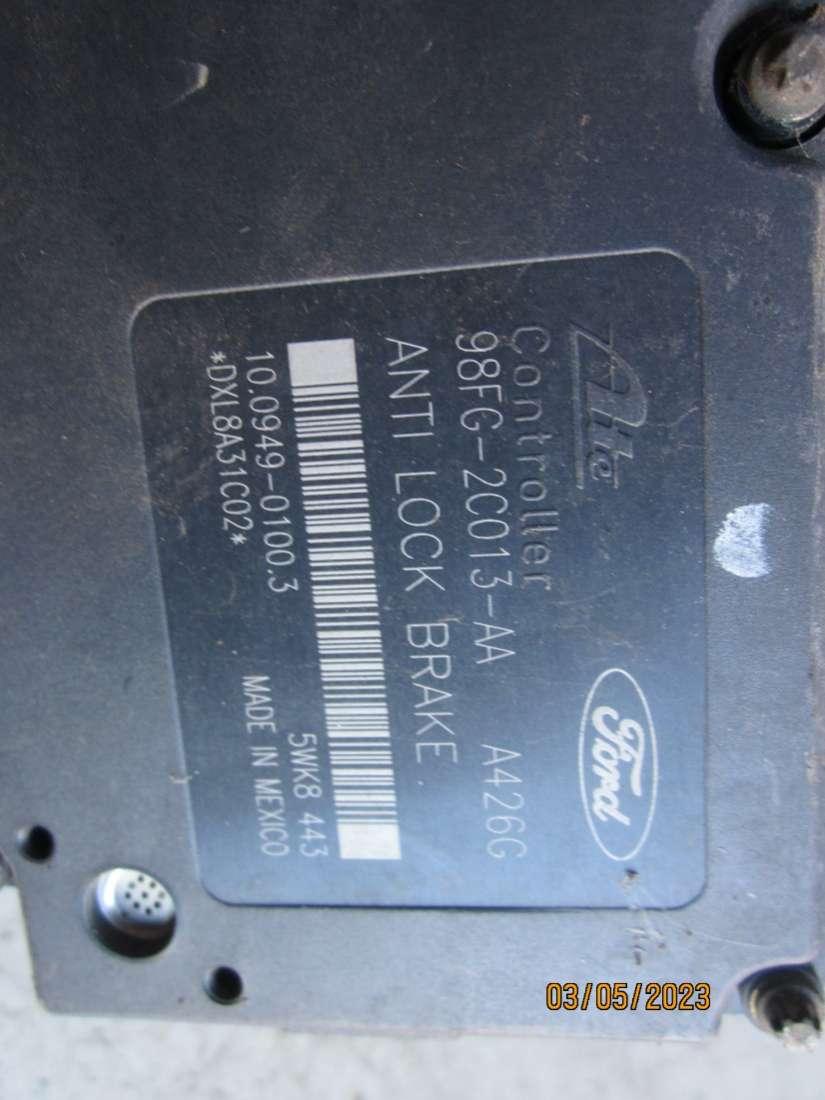 Ate
Ford
Controller
98FG-2C013-AA A426G
ANTI LOCK BRAKE
5WK8 443
10.0949-0100.3 MADE IN MEXICO
*DXL8A31C02*
03/05/2023